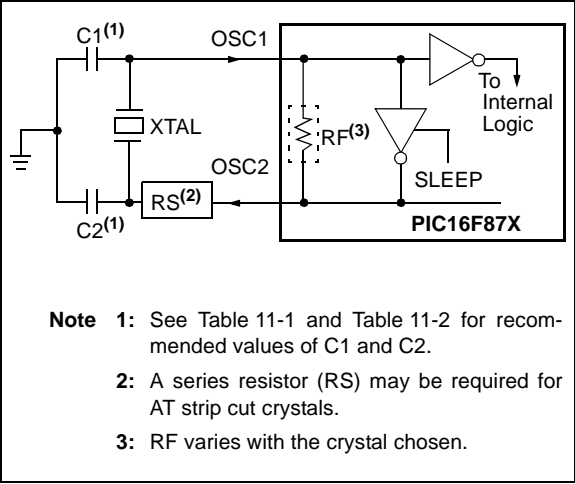 C1(1)
OSC1
To
Internal
Logic
XTAL
RF(3)
OSC2
SLEEP
RS(2)
C2(1)
PIC16F87X
Note 1: See Table 11-1 and Table 11-2 for recom-
mended values of C1 and C2.
2: A series resistor (RS) may be required for
AT strip cut crystals.
3: RF varies with the crystal chosen.